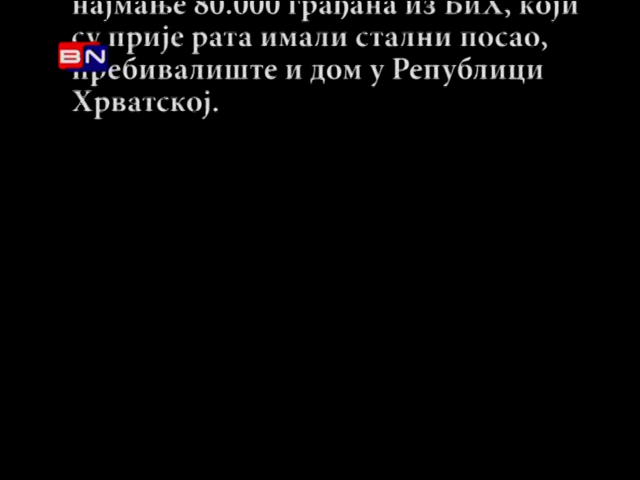 најмање 80.000 грађана из БиХ, који
су прије рата имали стални посао,
BN
пребивалиште и дом у Републици
Хрватској.